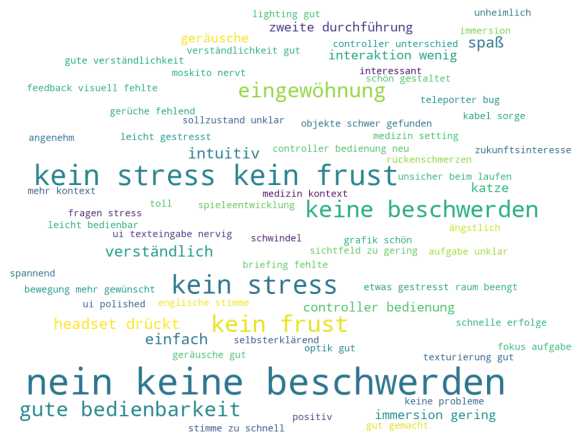 lighting gut
unheimlich
zweite durchführung
immersion
geräusche
controller unterschied
spaß
verständlichkeit gut
interaktion wenig
gute verständlichkeit
moskito nervt
interessant
schön gestaltet
feedback visuell fehlte
eingewöhnung
teleporter bug
gerüche fehlend
kabel sorge
sollzustand unklar
objekte schwer gefunden
angenehm
leicht gestresst
medizin setting
intuitiv
controller bedienung neu
zukunftsinteresse
rückenschmerzen
kein stress kein frust
unsicher beim laufen
mehr kontext
medizin kontext
katze
toll
spieleentwicklung
keine beschwerden
fragen stress
leicht bedienbar
ängstlich
ui texteingabe nervig
schwindel
grafik schön
verständlich
sichtfeld zu gering
aufgabe unklar
briefing fehlte
spannend
kein stress
bewegung mehr gewünscht
etwas gestresst raum beengt
ui polished
englische stimme
controller bedienung
headset drückt
kein frust
schnelle erfolge
einfach
selbsterklärend
optik gut
fokus aufgabe
geräusche gut
texturierung gut
nein keine beschwerden
keine probleme
gute bedienbarkeit
positiv
immersion gering
stimme zu schnell
gut gemacht